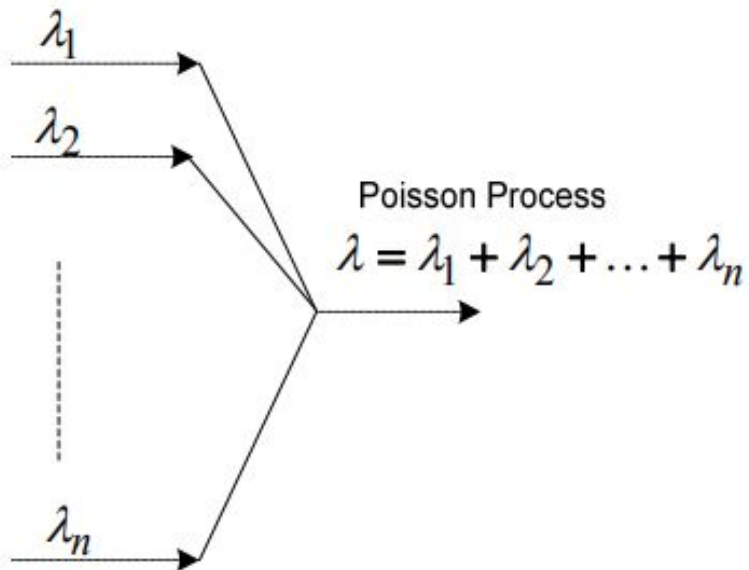 λ1
λ2
Poisson Process
λ = λ1 + λ2 + ... + λn
λn